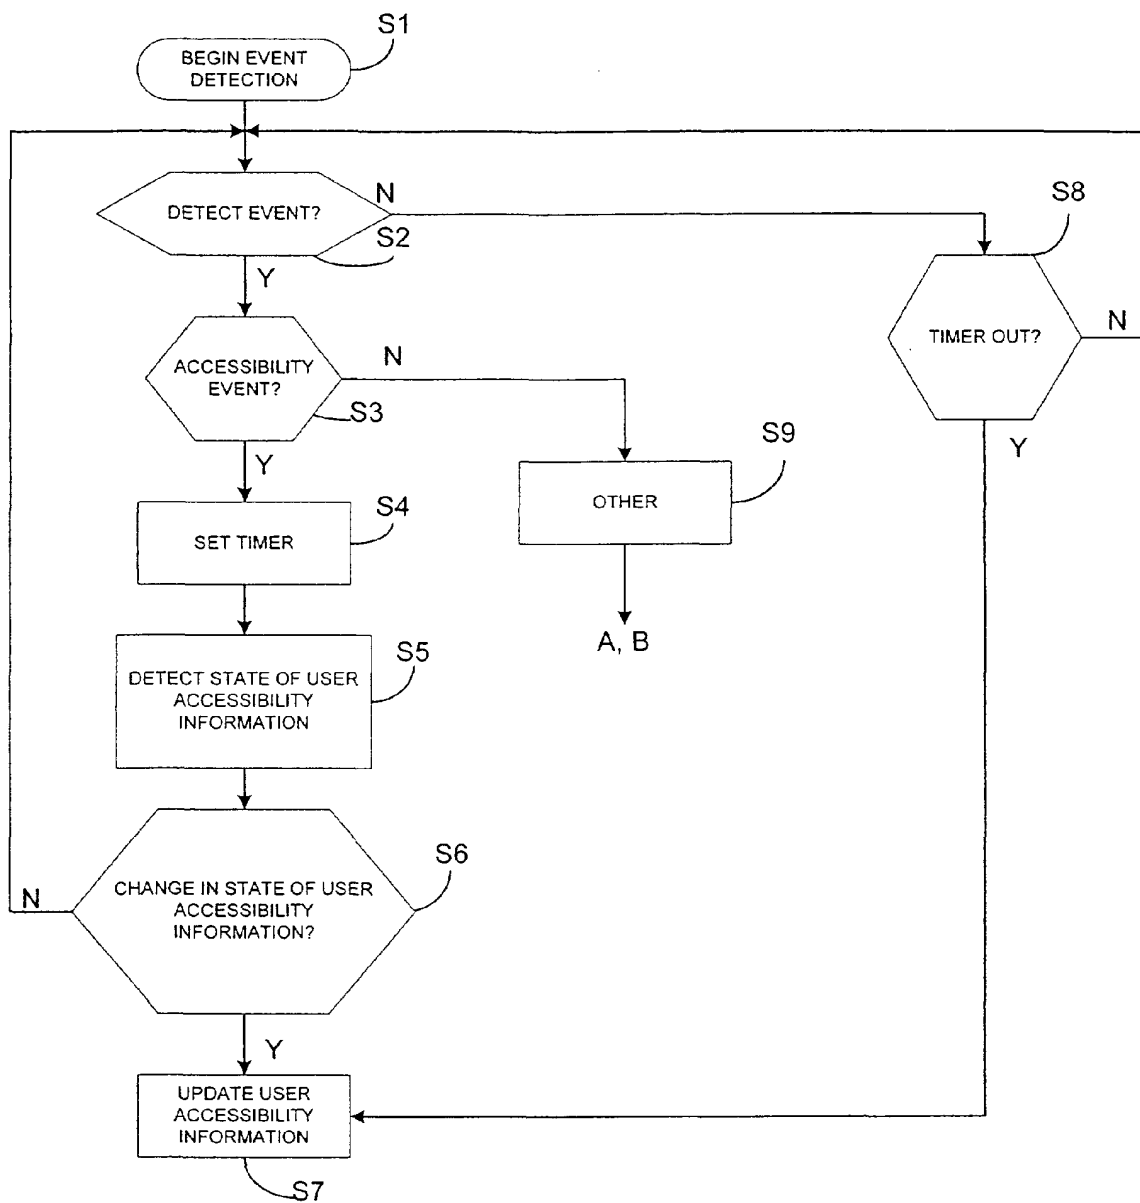 S1
BEGIN EVENT
DETECTION
N
DETECT EVENT?
S2
Y
S8
TIMER OUT?
N
Y
ACCESSIBILITY
EVENT?
N
S3
Y
S9
OTHER
A, B
S4
SET TIMER
S5
DETECT STATE OF USER
ACCESSIBILITY
INFORMATION
S6
CHANGE IN STATE OF USER
ACCESSIBILITY
INFORMATION?
N
Y
UPDATE USER
ACCESSIBILITY
INFORMATION
S7